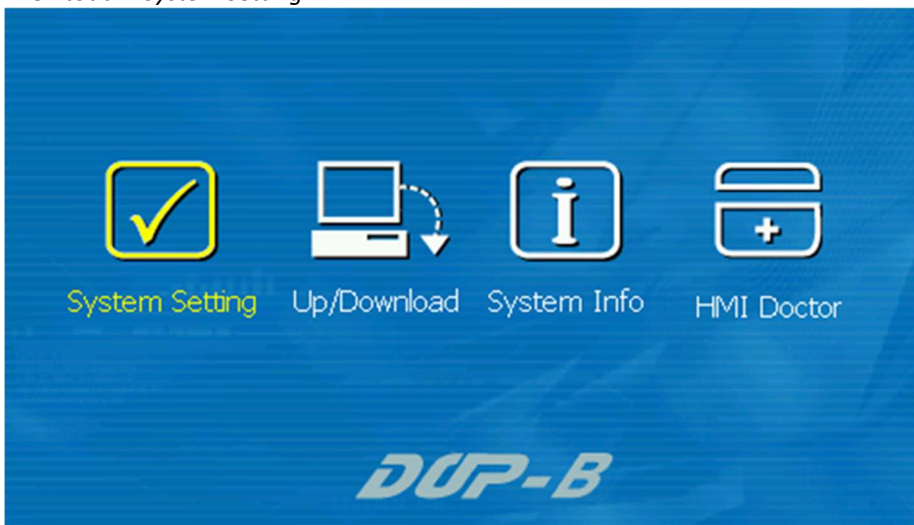 System Setting
Up/Download
System Info
HMI Doctor
DOP-B